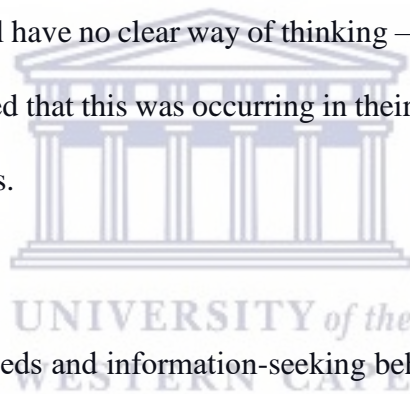 l have no clear way of thinking –
ed that this was occurring in their
s.
UNIVERSITY of the
eds and information-seeking bel
WESTERN CAPE